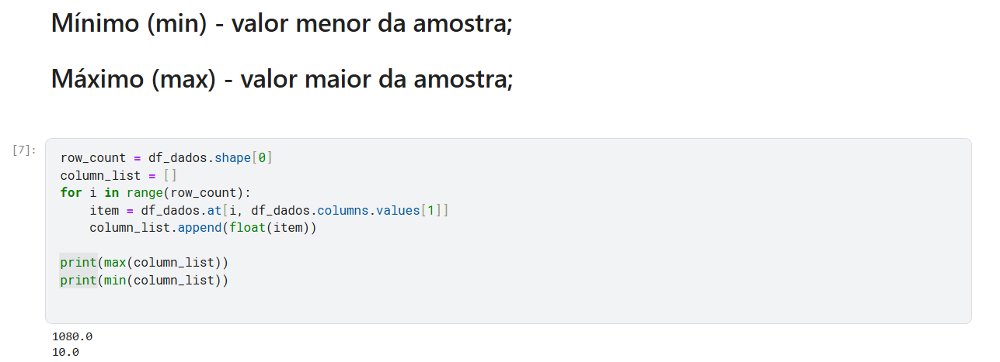 Mínimo (min) - valor menor da amostra;
Máximo (max) - valor maior da amostra;
[7]:
row_count = df_dados.shape[0]
column_list = []
for i in range(row_count):
    item = df_dados.at[i, df_dados.columns.values[1]]
    column_list.append(float(item))
print(max(column_list))
print(min(column_list))
1080.0
10.0